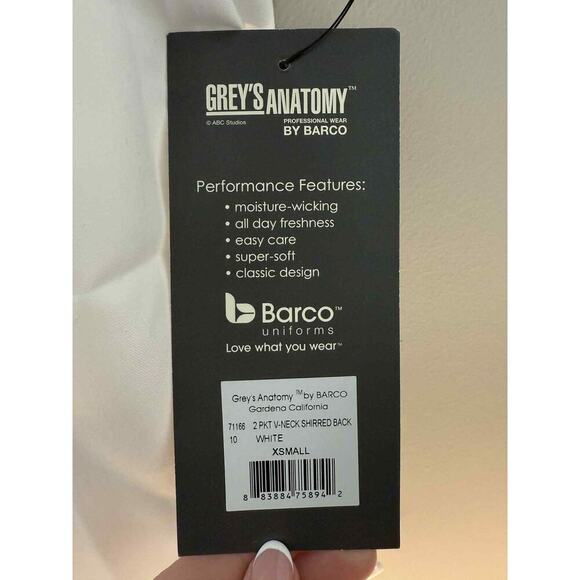 GREY'S ANATOMY™
© ABC Studios
PROFESSIONAL WEAR
BY BARCO
Performance Features:
• moisture-wicking
• all day freshness
• easy care
• super-soft
• classic design
Barco™
uniforms
Love what you wear™
Grey's Anatomy ™ by BARCO
Gardena California
71166 2 PKT V-NECK SHIRRED BACK
10 WHITE
XSMALL
8 83884 75894 2